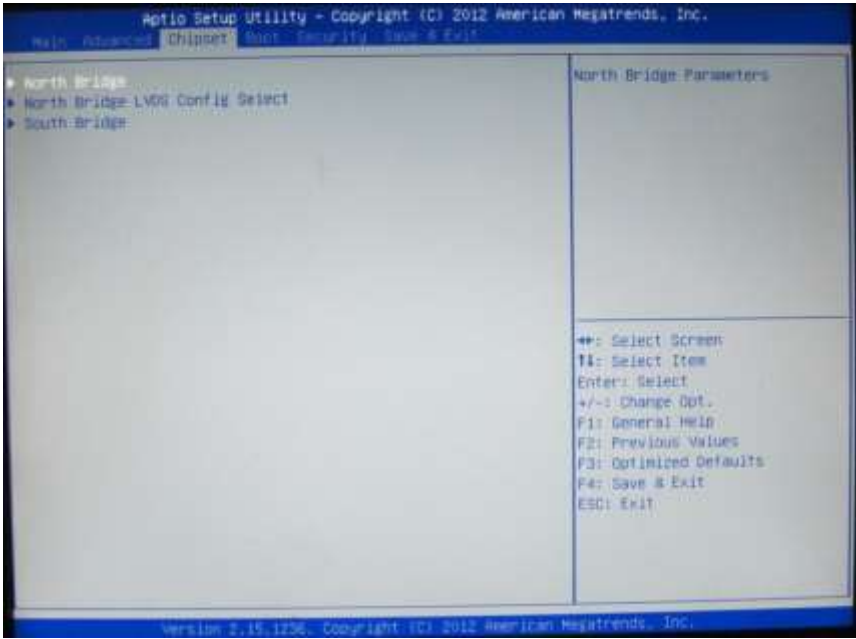 Aptio Setup Utility - Copyright (C) 2012 American Megatrends, Inc.
Main Advanced Chipset Boot Security Save & Exit
North Bridge
North Bridge LVDS Config Select
South Bridge
North Bridge Parameters
↔: Select Screen
↑↓: Select Item
Enter: Select
+/-: Change Opt.
F1: General Help
F2: Previous Values
F3: Optimized Defaults
F4: Save & Exit
ESC: Exit
Version 2.15.1236. Copyright (C) 2012 American Megatrends, Inc.